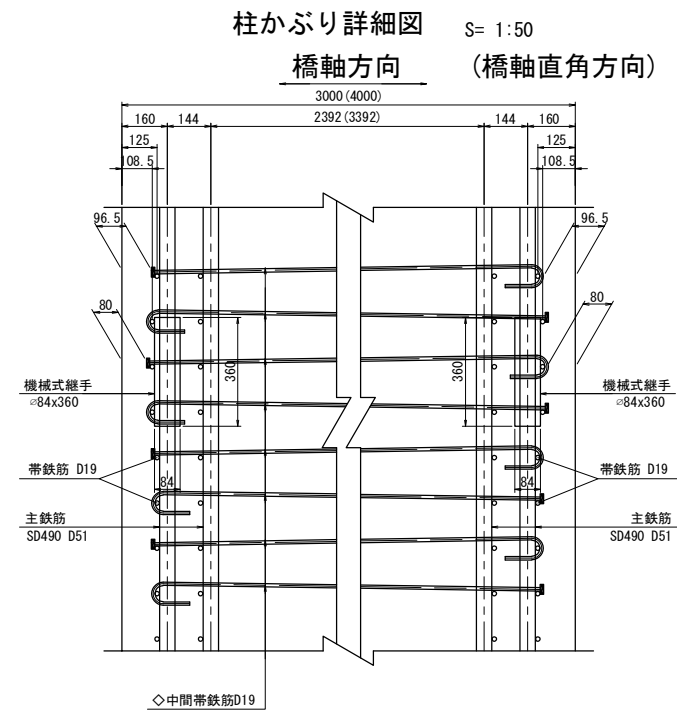 柱かぶり詳細図 S= 1:50
橋軸方向 (橋軸直角方向)
3000(4000)
160 144 2392(3392) 144 160
125 125
108.5 108.5
96.5 96.5
80 80
360 360
機械式継手 機械式継手
⌀84x360 ⌀84x360
帯鉄筋 D19 84 84 帯鉄筋 D19
主鉄筋 主鉄筋
SD490 D51 SD490 D51
◇中間帯鉄筋D19